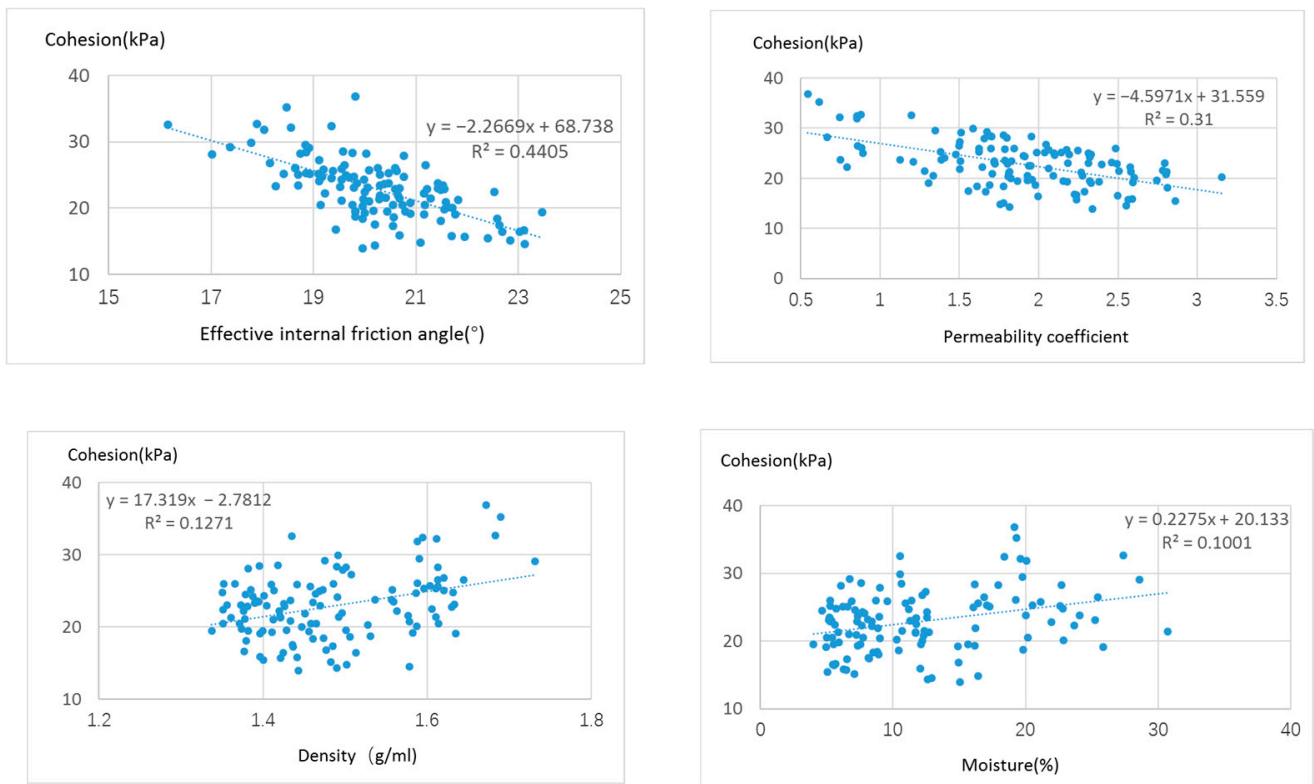 Cohesion(kPa)
40
30
20
10
15 17 19 21 23 25
y = −2.2669x + 68.738
R² = 0.4405
Effective internal friction angle(°)
Cohesion(kPa)
40
30
20
10
0
0.5 1 1.5 2 2.5 3 3.5
y = −4.5971x + 31.559
R² = 0.31
Permeability coefficient
Cohesion(kPa)
40
30
20
10
1.2 1.4 1.6 1.8
y = 17.319x − 2.7812
R² = 0.1271
Density（g/ml)
Cohesion(kPa)
40
30
20
10
0 10 20 30 40
y = 0.2275x + 20.133
R² = 0.1001
Moisture(%)